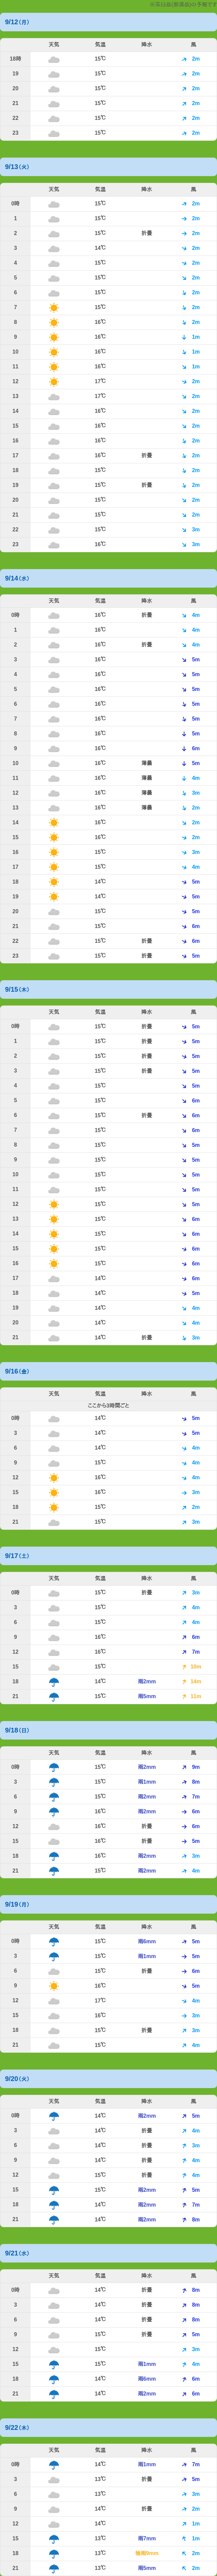 9/12(月)
天気 気温 降水 風
18時 15℃ 2m
19 15℃ 2m
20 15℃ 2m
21 15℃ 2m
22 15℃ 2m
23 15℃ 2m
9/13(火)
天気 気温 降水 風
0時 15℃ 2m
1 15℃ 2m
2 15℃ 折畳 2m
3 14℃ 2m
4 15℃ 2m
5 15℃ 2m
6 15℃ 2m
7 15℃ 2m
8 16℃ 2m
9 16℃ 1m
10 16℃ 1m
11 16℃ 1m
12 17℃ 2m
13 17℃ 2m
14 16℃ 2m
15 16℃ 2m
16 16℃ 2m
17 16℃ 折畳 2m
18 15℃ 2m
19 15℃ 折畳 2m
20 15℃ 2m
21 15℃ 2m
22 15℃ 3m
23 16℃ 3m
9/14(水)
天気 気温 降水 風
0時 16℃ 折畳 4m
1 16℃ 4m
2 16℃ 折畳 4m
3 16℃ 5m
4 15℃ 5m
5 15℃ 5m
6 15℃ 5m
7 15℃ 5m
8 15℃ 5m
9 15℃ 6m
10 16℃ 薄曇 5m
11 16℃ 薄曇 4m
12 16℃ 薄曇 3m
13 16℃ 薄曇 2m
14 16℃ 2m
15 16℃ 2m
16 15℃ 3m
17 15℃ 4m
18 14℃ 5m
19 14℃ 5m
20 15℃ 5m
21 15℃ 6m
22 15℃ 折畳 6m
23 15℃ 折畳 5m
9/15(木)
天気 気温 降水 風
0時 15℃ 折畳 5m
1 15℃ 折畳 5m
2 15℃ 折畳 5m
3 15℃ 折畳 5m
4 15℃ 5m
5 15℃ 6m
6 15℃ 折畳 6m
7 15℃ 6m
8 15℃ 5m
9 15℃ 5m
10 15℃ 5m
11 15℃ 5m
12 15℃ 5m
13 15℃ 6m
14 15℃ 6m
15 15℃ 6m
16 15℃ 6m
17 14℃ 6m
18 14℃ 5m
19 14℃ 4m
20 14℃ 4m
21 14℃ 折畳 3m
9/16(金)
天気 気温 降水 風
ここから3時間ごと
0時 14℃ 5m
3 14℃ 5m
6 14℃ 4m
9 15℃ 4m
12 16℃ 4m
15 16℃ 3m
18 15℃ 2m
21 15℃ 3m
9/17(土)
天気 気温 降水 風
0時 15℃ 折畳 3m
3 15℃ 4m
6 15℃ 4m
9 16℃ 6m
12 16℃ 7m
15 15℃ 10m
18 14℃ 雨2mm 14m
21 15℃ 雨5mm 11m
9/18(日)
天気 気温 降水 風
0時 15℃ 雨2mm 9m
3 15℃ 雨1mm 8m
6 15℃ 雨2mm 7m
9 16℃ 雨2mm 6m
12 16℃ 折畳 6m
15 16℃ 折畳 5m
18 15℃ 雨2mm 3m
21 15℃ 雨2mm 4m
9/19(月)
天気 気温 降水 風
0時 15℃ 雨6mm 5m
3 15℃ 雨1mm 5m
6 15℃ 折畳 6m
9 16℃ 5m
12 17℃ 4m
15 16℃ 3m
18 15℃ 折畳 3m
21 15℃ 4m
9/20(火)
天気 気温 降水 風
0時 14℃ 雨2mm 5m
3 14℃ 折畳 4m
6 14℃ 折畳 3m
9 14℃ 折畳 4m
12 15℃ 折畳 4m
15 15℃ 雨2mm 5m
18 14℃ 雨2mm 7m
21 14℃ 雨2mm 8m
9/21(水)
天気 気温 降水 風
0時 14℃ 折畳 8m
3 14℃ 折畳 8m
6 14℃ 折畳 8m
9 15℃ 折畳 5m
12 15℃ 3m
15 15℃ 雨1mm 4m
18 14℃ 雨6mm 6m
21 14℃ 雨2mm 6m
9/22(木)
天気 気温 降水 風
0時 14℃ 雨1mm 7m
3 13℃ 折畳 5m
6 13℃ 3m
9 14℃ 折畳 2m
12 14℃ 1m
15 13℃ 雨7mm 1m
18 13℃ 2m
21 13℃ 雨5mm 2m